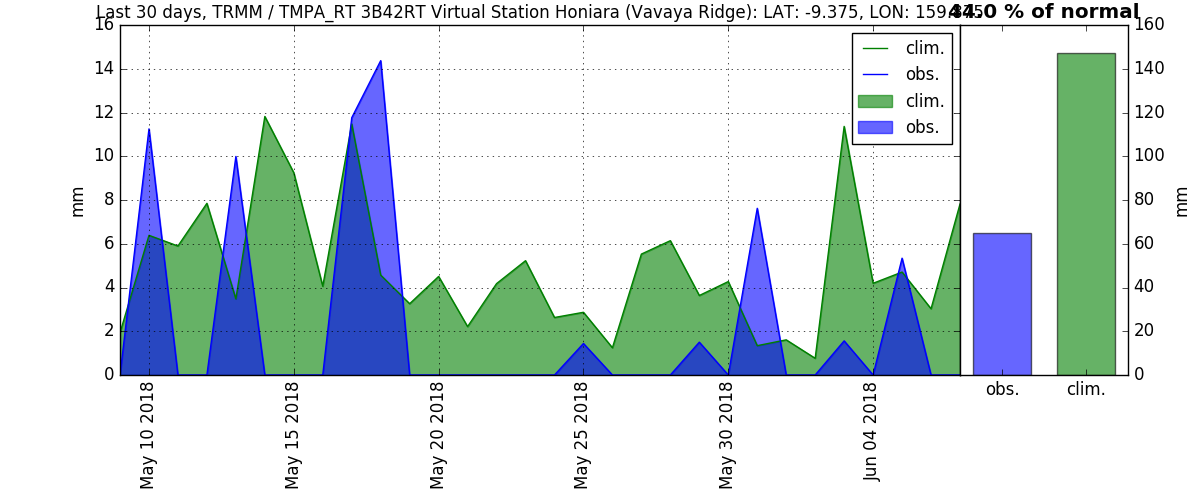 Last 30 days, TRMM / TMPA_RT 3B42RT Virtual Station Honiara (Vavaya Ridge): LAT: -9.375, LON:
44.0 % of normal
16
14
12
10
8
6
4
2
0
mm
clim.
obs.
clim.
obs.
May 10 2018
May 15 2018
May 20 2018
May 25 2018
May 30 2018
Jun 04 2018
160
140
120
100
80
60
40
20
0
mm
obs.
clim.